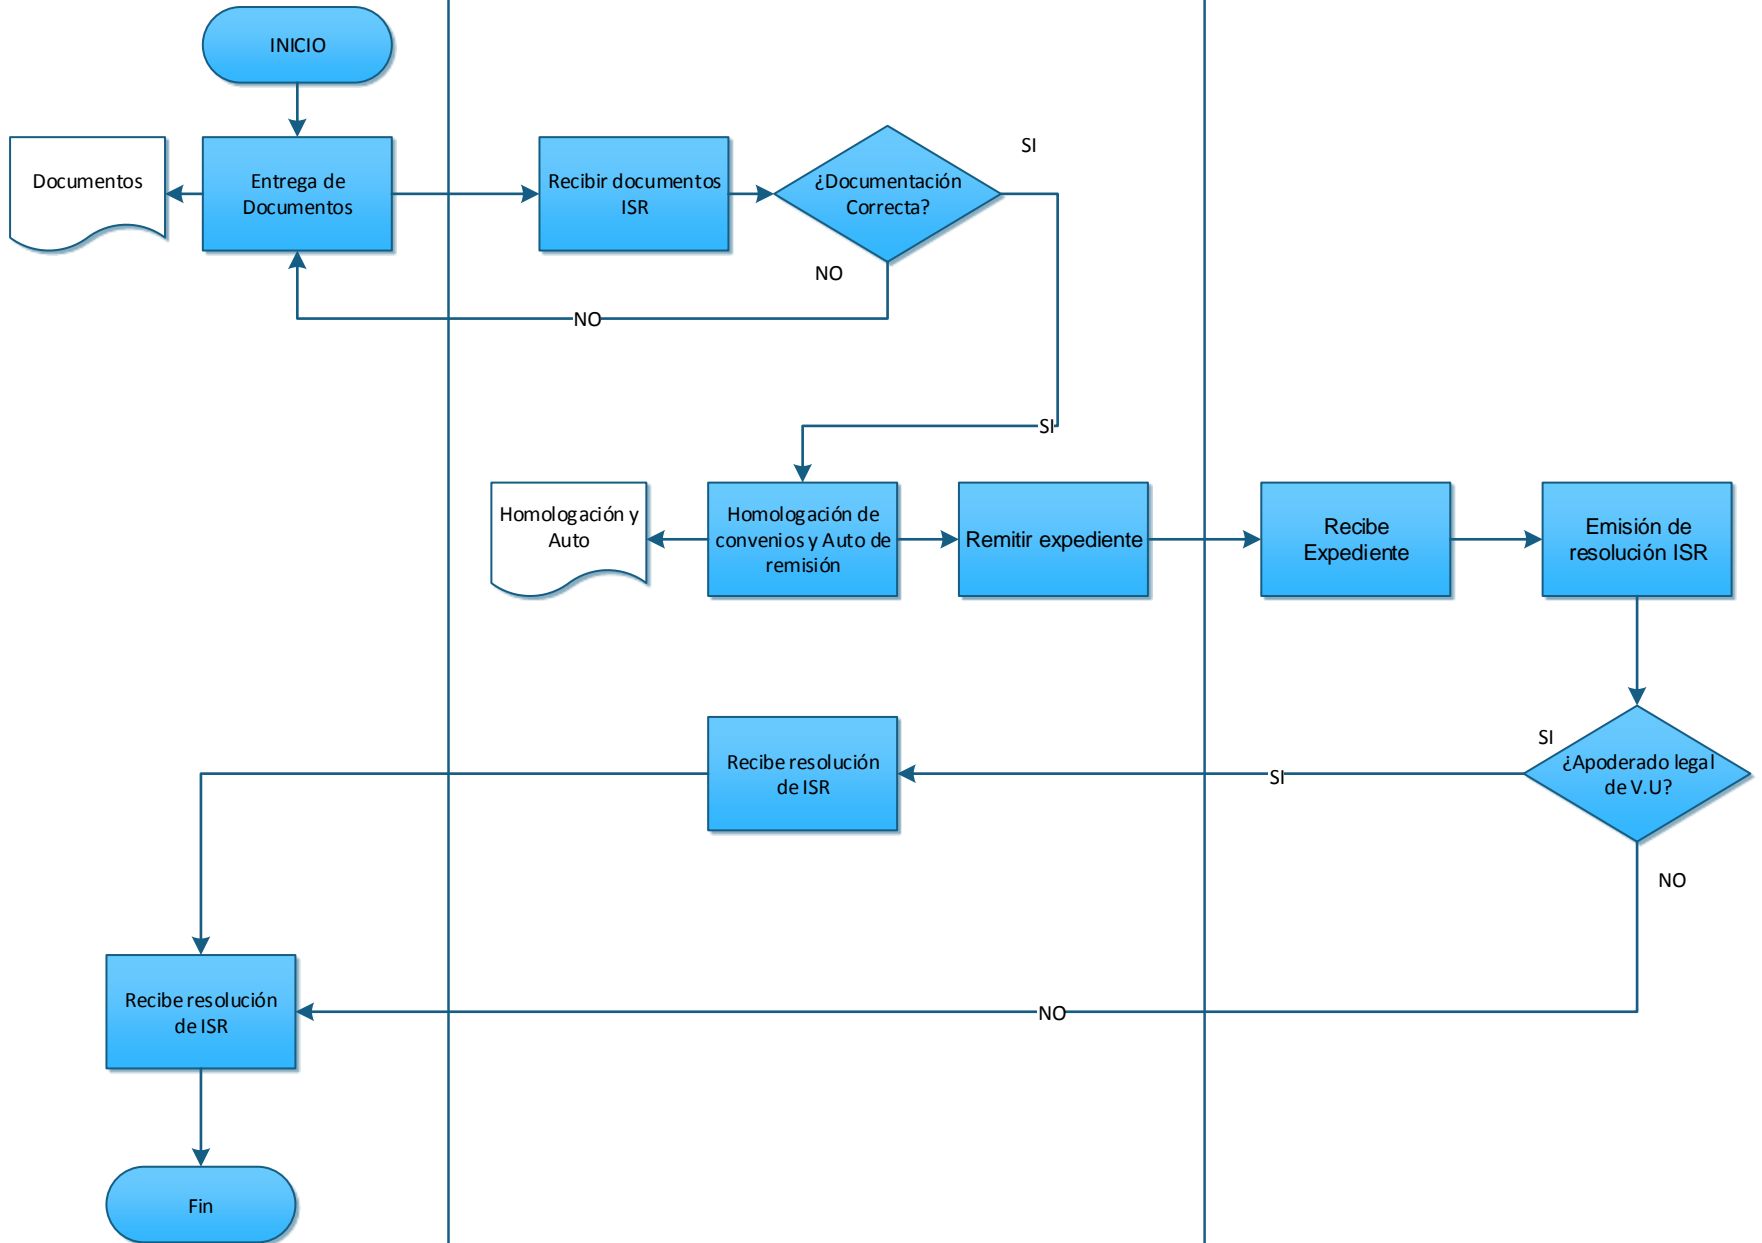 INICIO
Documentos
Entrega de
Documentos
Recibir documentos
ISR
¿Documentación
Correcta?
SI
NO
NO
SI
Homologación y
Auto
Homologación de
convenios y Auto de
remisión
Remitir expediente
Recibe
Expediente
Emisión de
resolución ISR
Recibe resolución
de ISR
SI
SI
¿Apoderado legal
de V.U?
NO
Recibe resolución
de ISR
NO
Fin